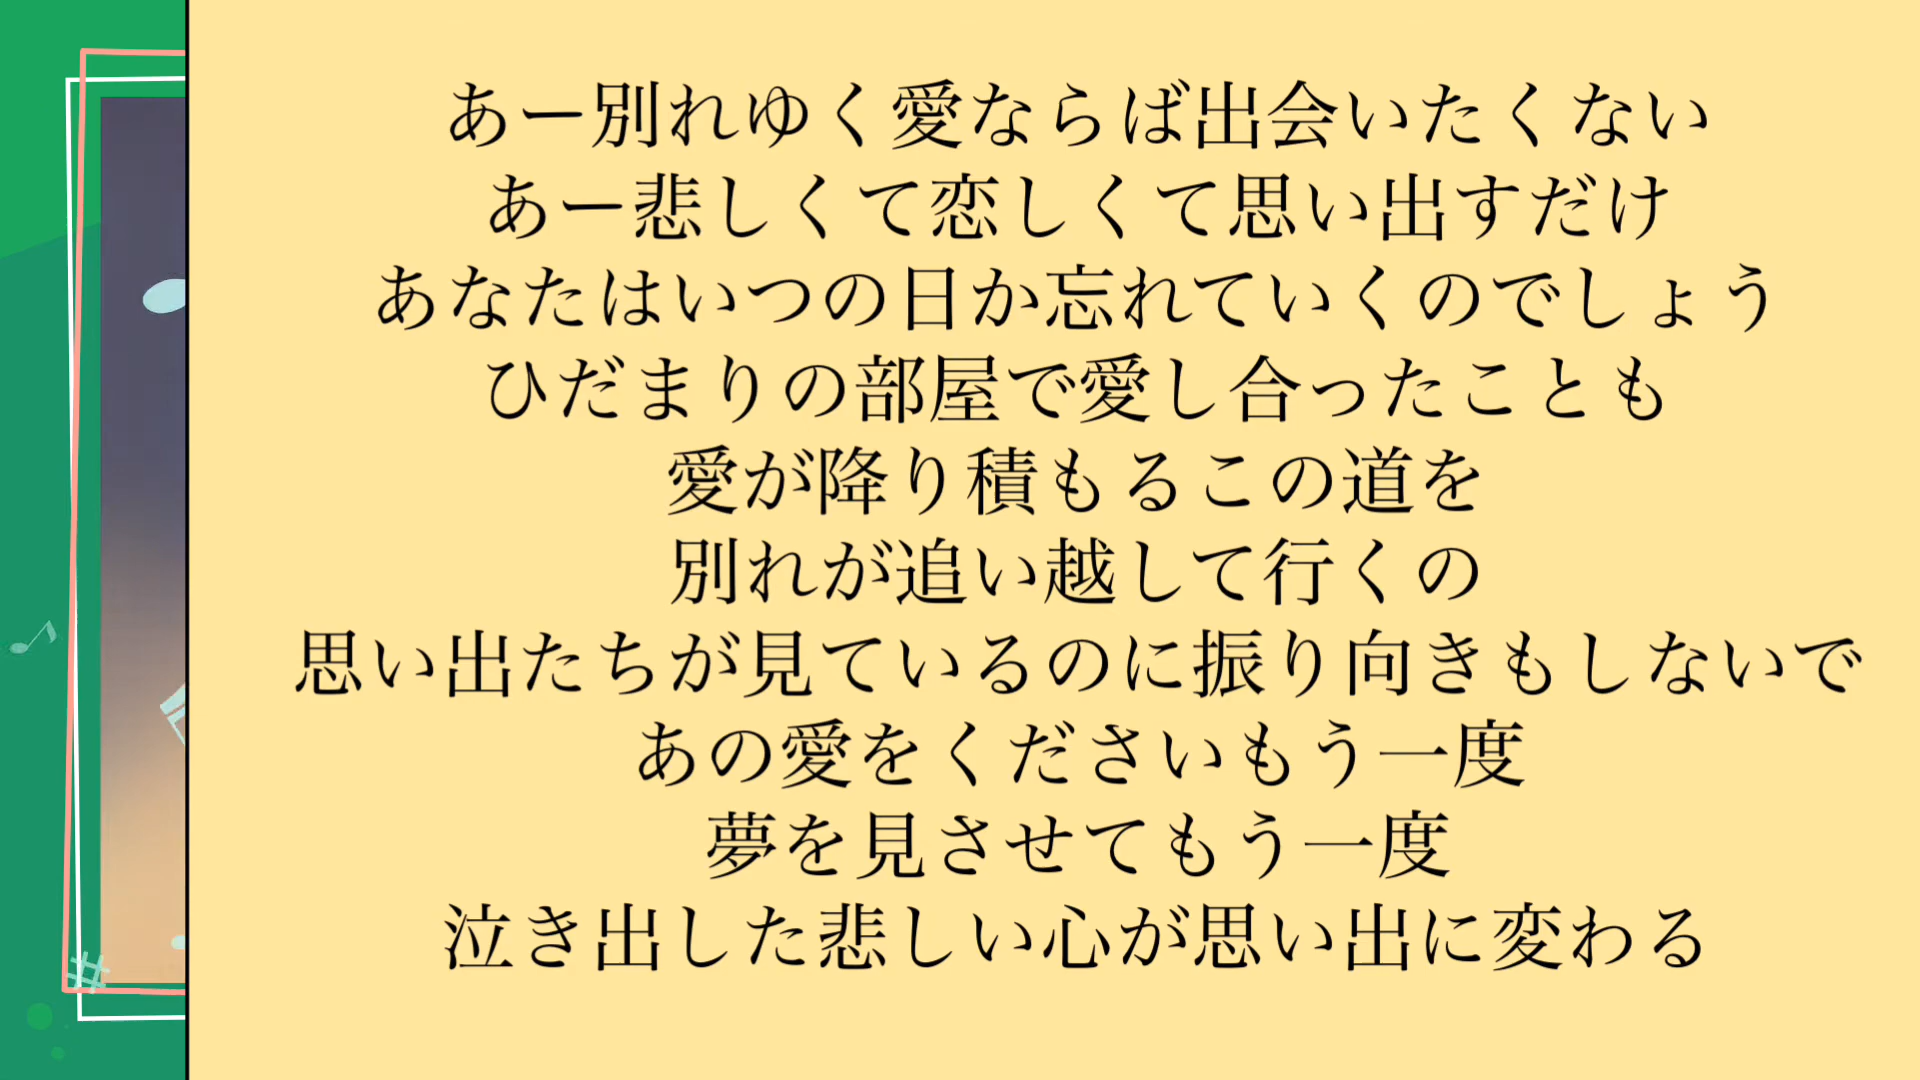 あー別れゆく愛ならば出会いたくない
あー悲しくて恋しくて思い出すだけ
あなたはいつの日か忘れていくのでしょう
ひだまりの部屋で愛し合ったことも
愛が降り積もるこの道を
別れが追い越して行くの
思い出たちが見ているのに振り向きもしないで
あの愛をくださいもう一度
夢を見させてもう一度
泣き出した悲しい心が思い出に変わる